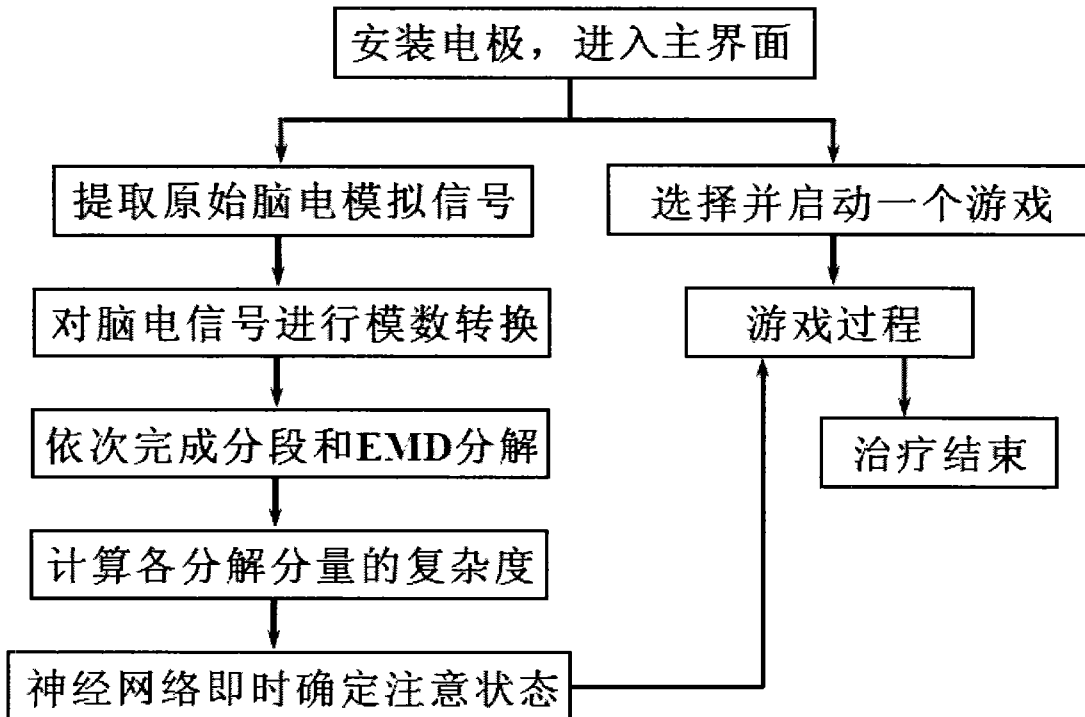 安装电极，进入主界面
提取原始脑电模拟信号
选择并启动一个游戏
对脑电信号进行模数转换
游戏过程
依次完成分段和EMD分解
治疗结束
计算各分解分量的复杂度
神经网络即时确定注意状态